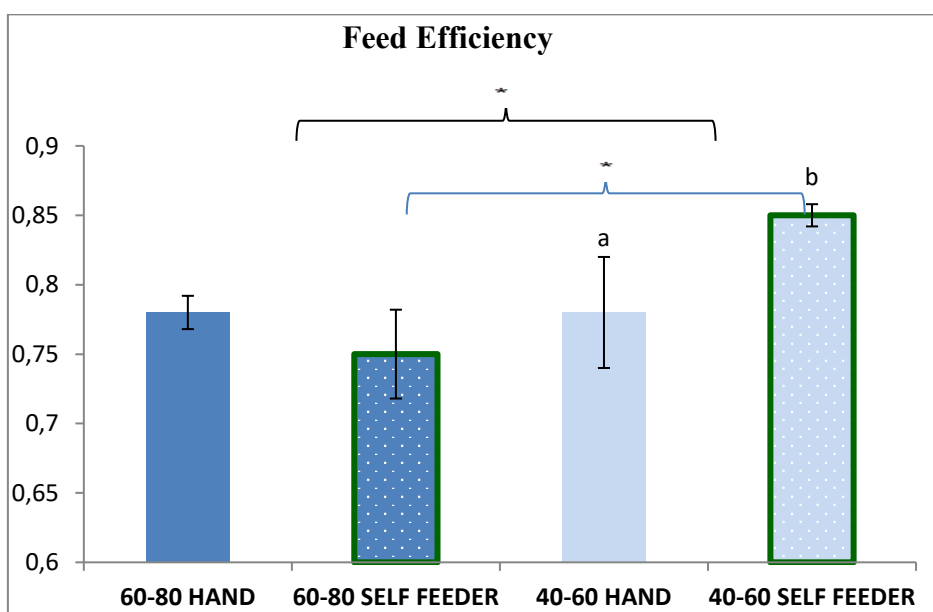 Feed Efficiency
*
0,9
*
b
0,85
a
0,8
0,75
0,7
0,65
0,6
60-80 HAND 60-80 SELF FEEDER 40-60 HAND 40-60 SELF FEEDER